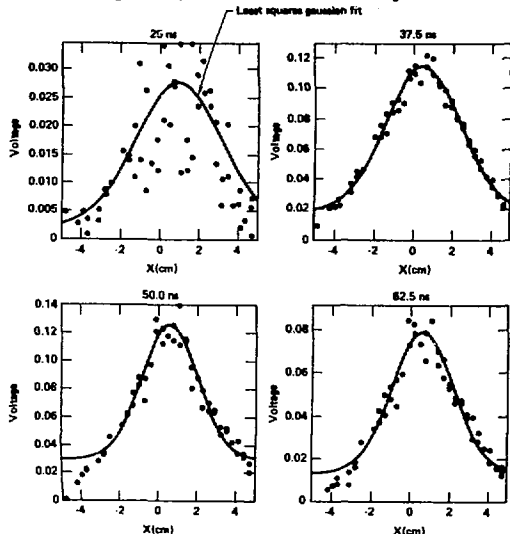 Least squares gaussian fit
25 ns
37.5 ns
0.030
0.025
0.020
0.015
0.010
0.005
0
Voltage
-4 -2 0 2 4
X(cm)
0.12
0.10
0.08
0.06
0.04
0.02
0
Voltage
-4 -2 0 2 4
X(cm)
50.0 ns
62.5 ns
0.14
0.12
0.10
0.08
0.06
0.04
0.02
0
Voltage
-4 -2 0 2 4
X(cm)
0.08
0.06
0.04
0.02
0
Voltage
-4 -2 0 2 4
X(cm)